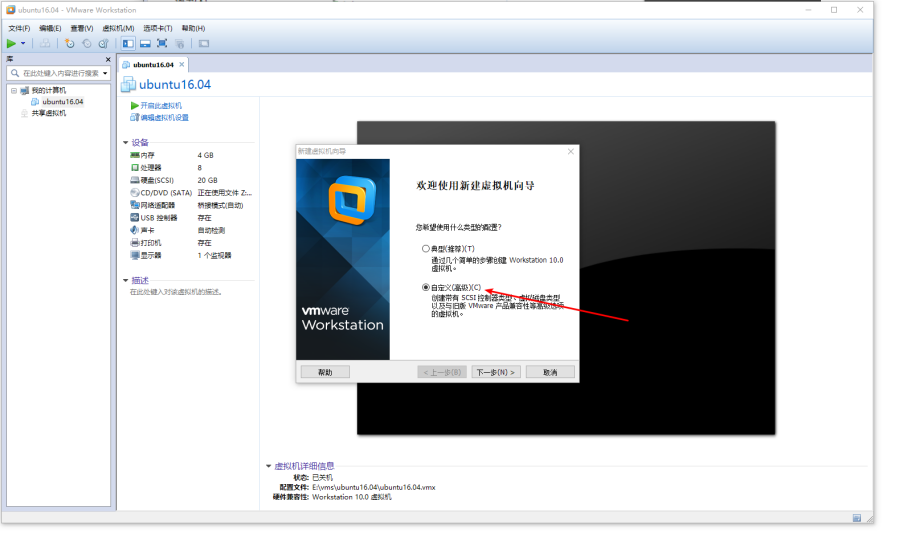 ubuntu16.04 - VMware Workstation
文件(F) 编辑(E) 查看(V) 虚拟机(M) 选项卡(T) 帮助(H)
库
在此处键入内容进行搜索
我的计算机
ubuntu16.04
共享虚拟机
ubuntu16.04
ubuntu16.04
开启此虚拟机
编辑虚拟机设置
设备
内存 4 GB
处理器 8
硬盘(SCSI) 20 GB
CD/DVD (SATA) 正在使用文件 Z:...
网络适配器 桥接模式(自动)
USB 控制器 存在
声卡 自动检测
打印机 存在
显示器 1 个监视器
描述
在此处键入对该虚拟机的描述。
新建虚拟机向导
欢迎使用新建虚拟机向导
您希望使用什么类型的配置?
典型(推荐)(T)
通过几个简单的步骤创建 Workstation 10.0
虚拟机。
自定义(高级)(C)
创建带有 SCSI 控制器类型、虚拟磁盘类型
以及与旧版 VMware 产品兼容性等高级选项
的虚拟机。
vmware
Workstation
帮助 < 上一步(B) 下一步(N) > 取消
虚拟机详细信息
状态: 已关机
配置文件: E:\vms\ubuntu16.04\ubuntu16.04.vmx
硬件兼容性: Workstation 10.0 虚拟机